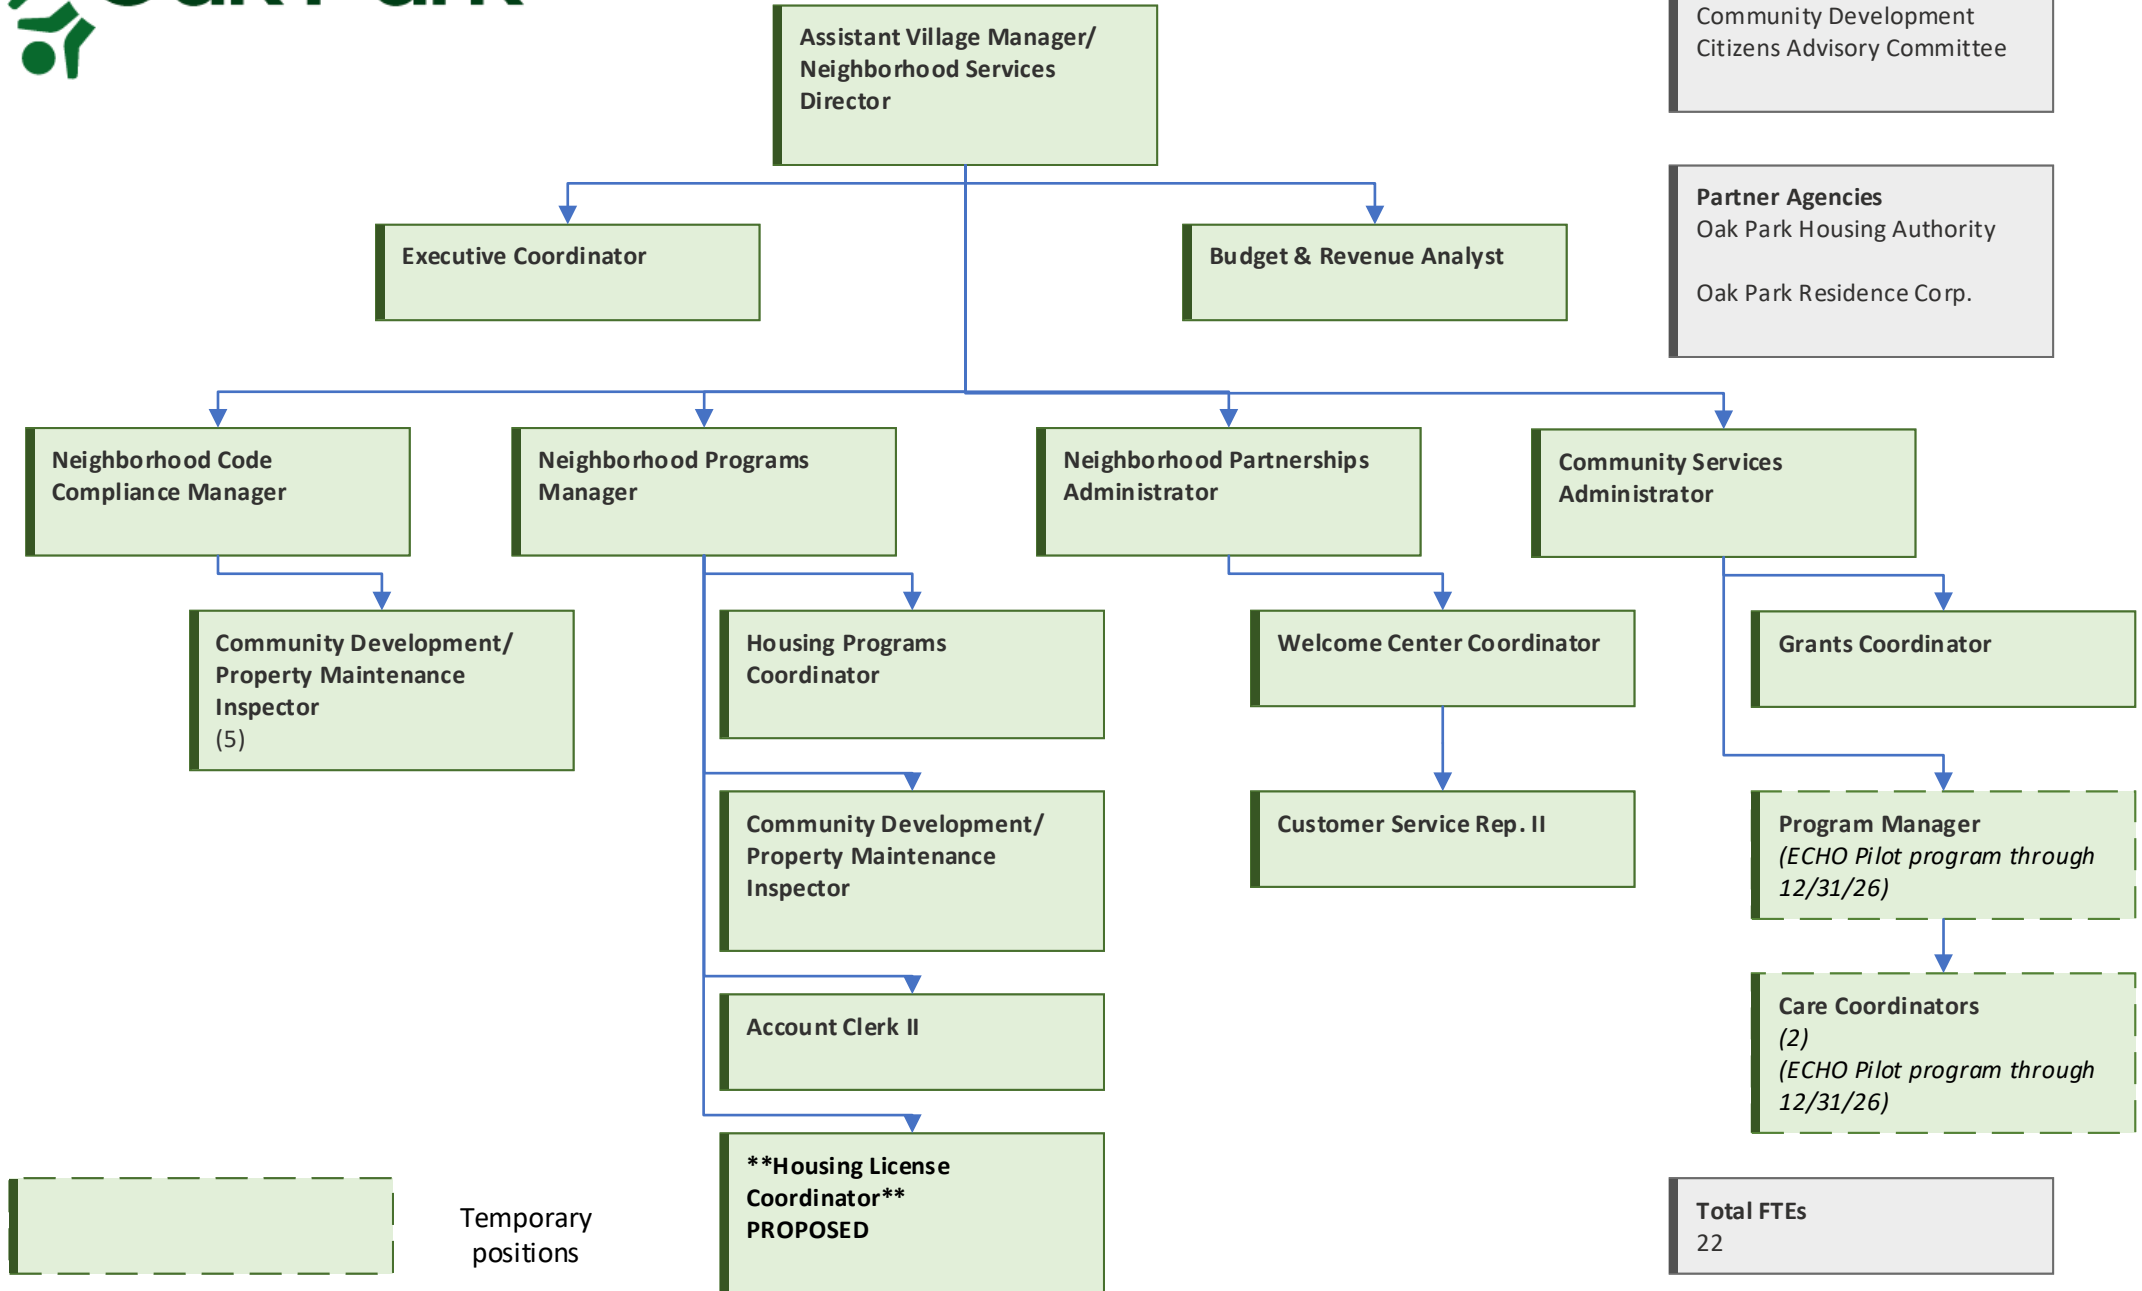 Oak Park
Community Development
Citizens Advisory Committee
Assistant Village Manager/
Neighborhood Services
Director
Partner Agencies
Oak Park Housing Authority
Oak Park Residence Corp.
Executive Coordinator
Budget & Revenue Analyst
Neighborhood Code
Compliance Manager
Neighborhood Programs
Manager
Neighborhood Partnerships
Administrator
Community Services
Administrator
Community Development/
Property Maintenance
Inspector
(5)
Housing Programs
Coordinator
Welcome Center Coordinator
Grants Coordinator
Community Development/
Property Maintenance
Inspector
Customer Service Rep. II
Program Manager
(ECHO Pilot program through
12/31/26)
Account Clerk II
Care Coordinators
(2)
(ECHO Pilot program through
12/31/26)
**Housing License
Coordinator**
PROPOSED
Temporary
positions
Total FTEs
22